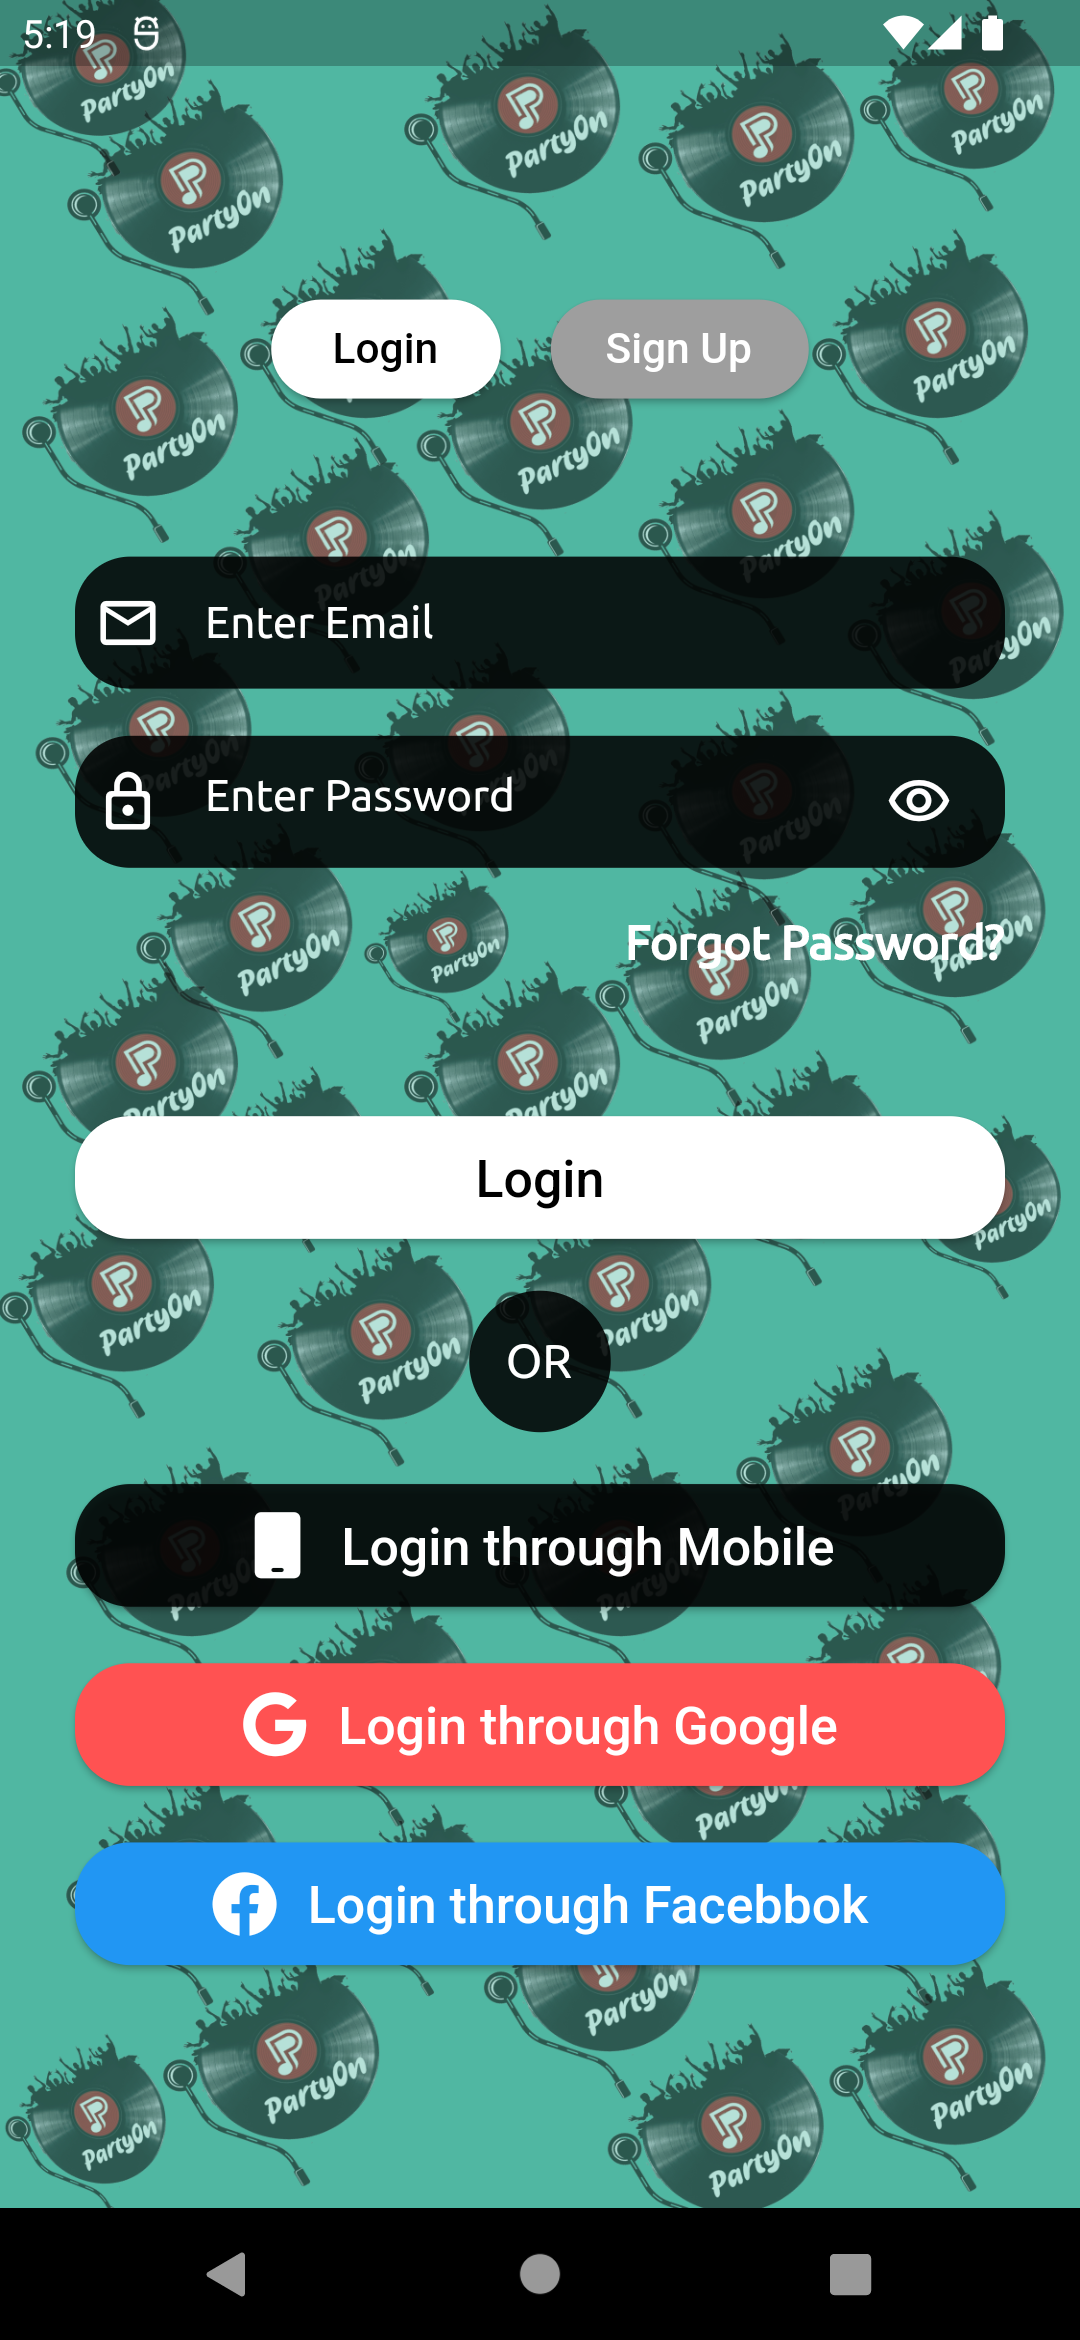 5:19
Login
Sign Up
Enter Email
Enter Password
Forgot Password?
Login
OR
Login through Mobile
Login through Google
Login through Facebbok
PartyOn